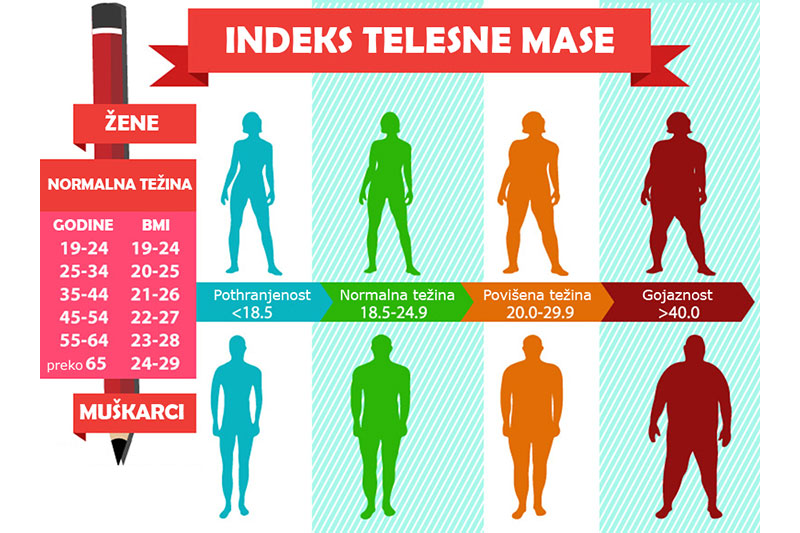 INDEKS TELESNE MASE
ŽENE
NORMALNA TEŽINA
GODINE BMI
19-24 19-24
25-34 20-25
35-44 21-26
45-54 22-27
55-64 23-28
preko 65 24-29
MUŠKARCI
Pothranjenost
<18.5
Normalna težina
18.5-24.9
Povišena težina
20.0-29.9
Gojaznost
>40.0